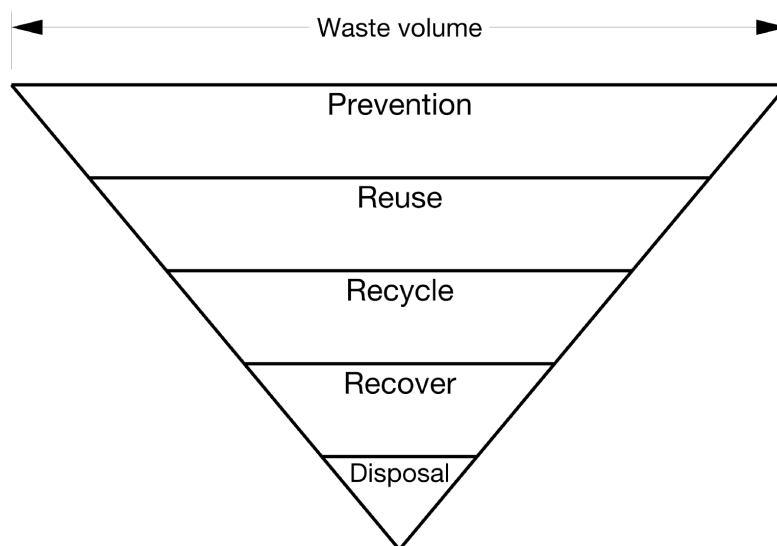 Waste volume
Prevention
Reuse
Recycle
Recover
Disposal